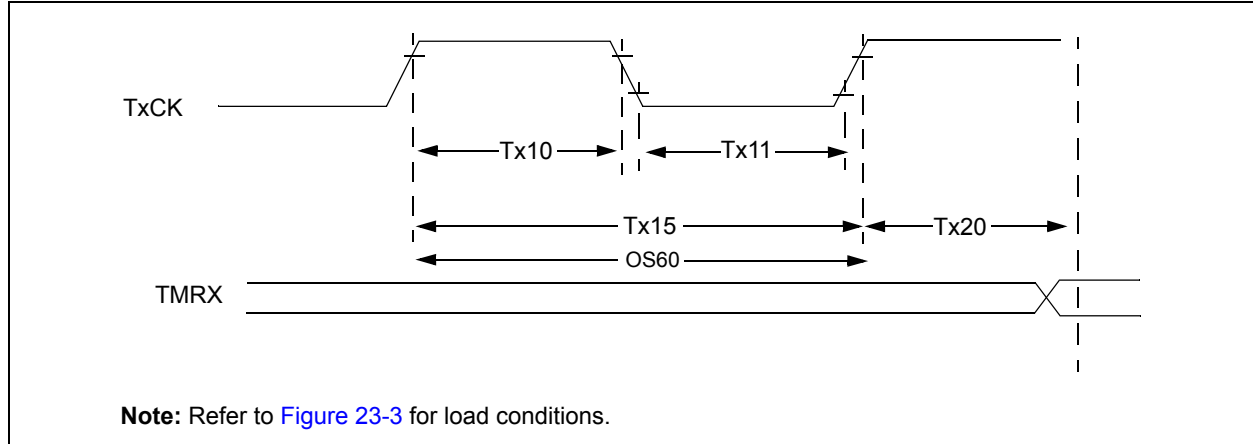 TxCK
Tx10
Tx11
Tx15
Tx20
OS60
TMRX
Note: Refer to Figure 23-3 for load conditions.